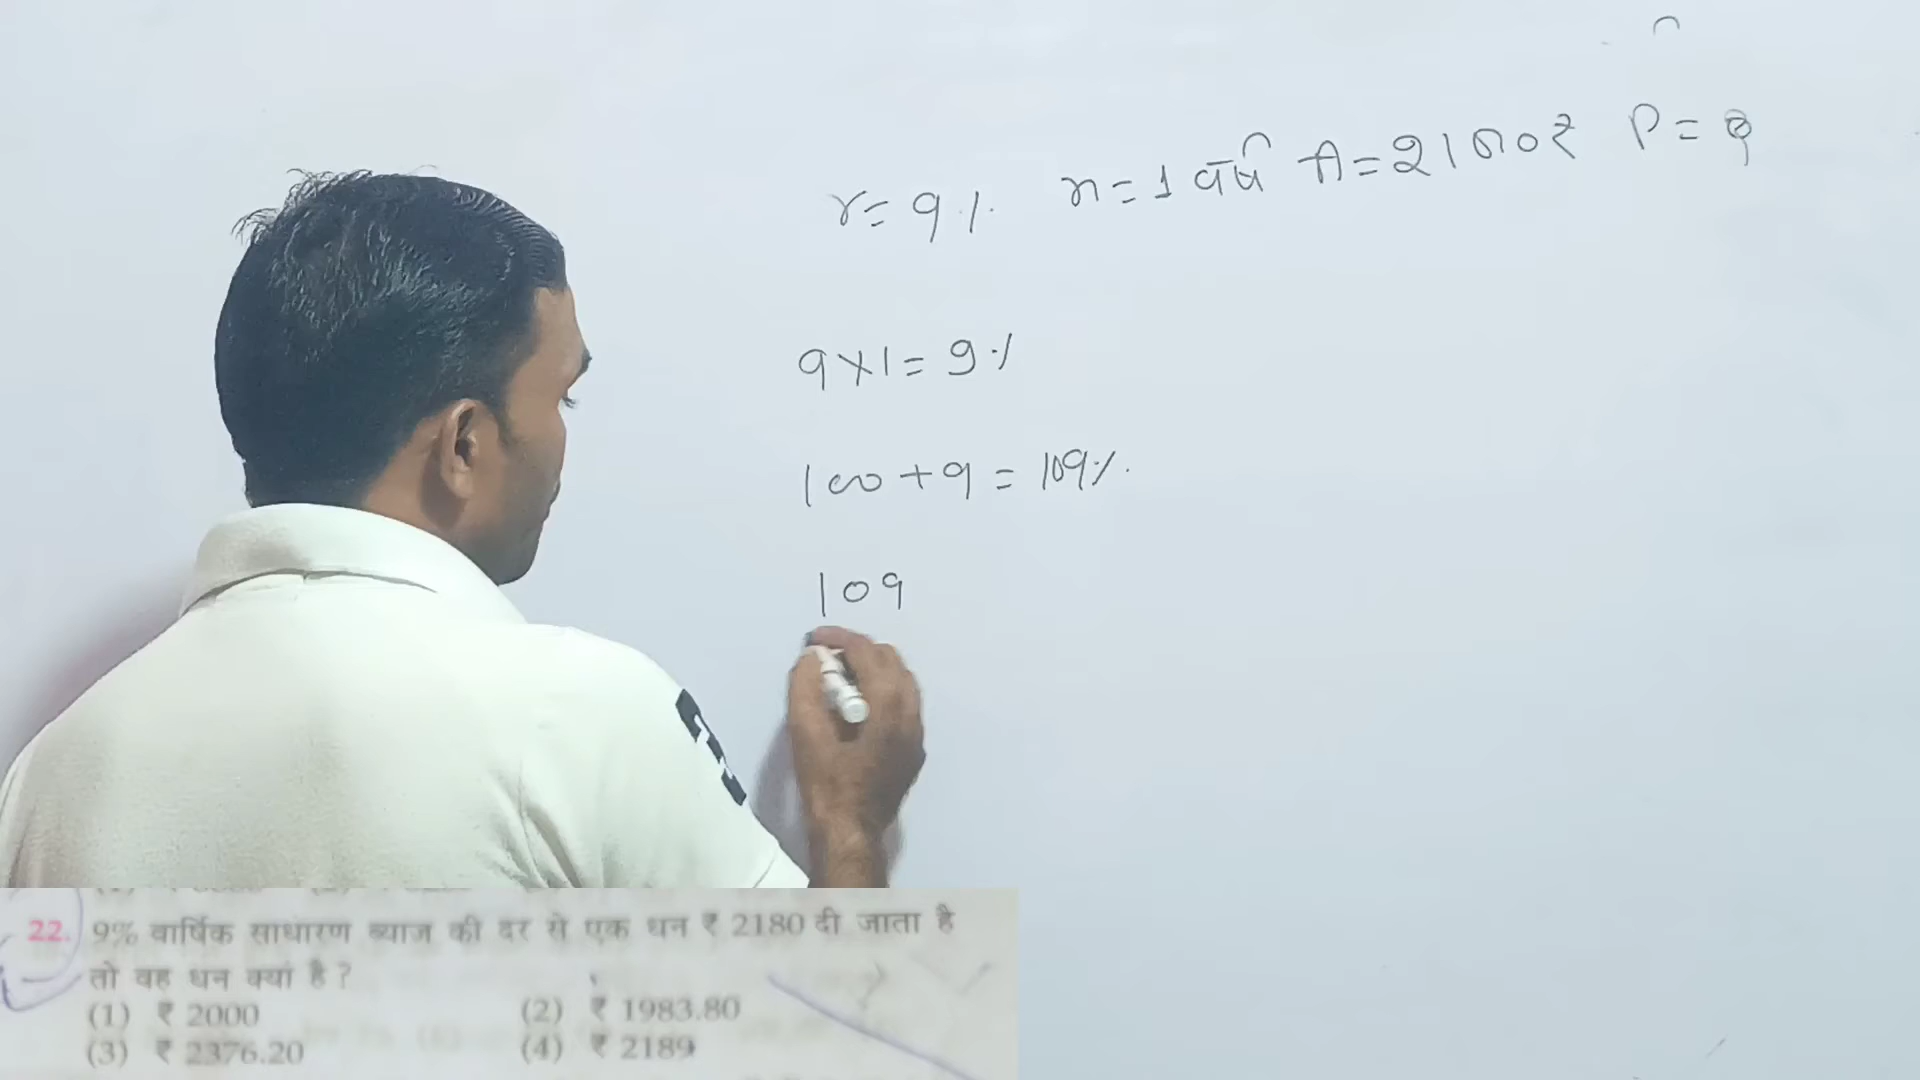 r = 9% n = 1 वर्ष A = 2180₹ P = ?
9 × 1 = 9%
100 + 9 = 109%
109
22. 9% वार्षिक साधारण ब्याज की दर से एक धन ₹ 2180 दी जाता है
तो वह धन क्या है ?
(1) ₹ 2000 (2) ₹ 1983.80
(3) ₹ 2376.20 (4) ₹ 2189